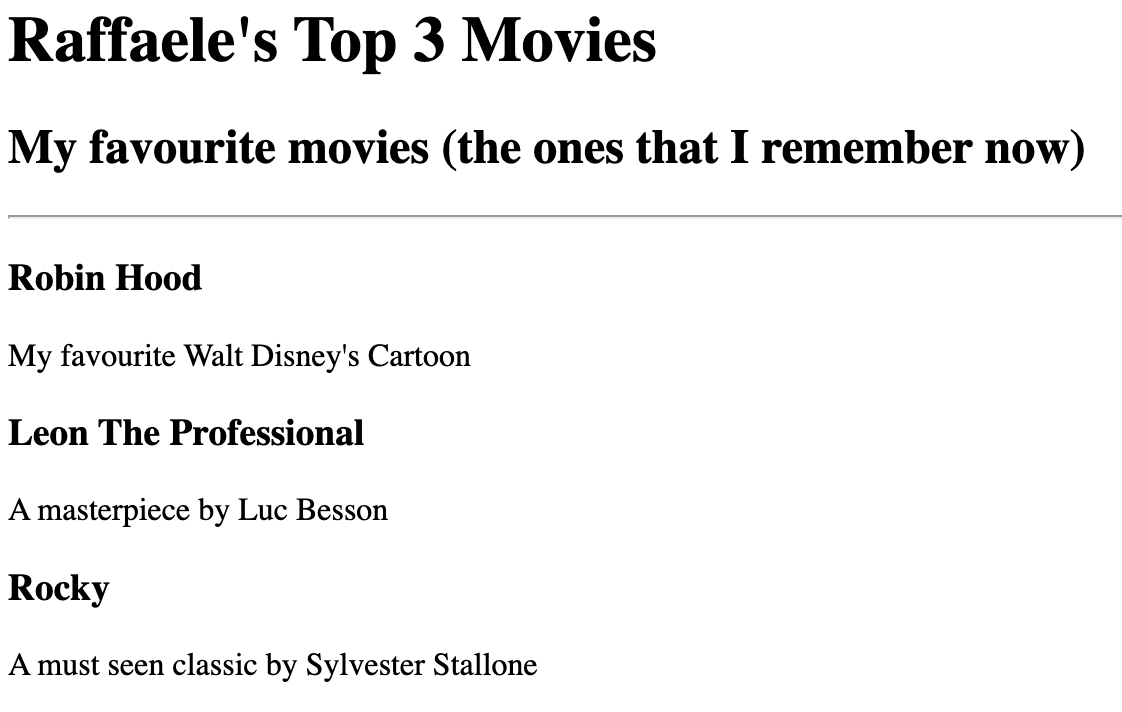 Raffaele's Top 3 Movies
My favourite movies (the ones that I remember now)
Robin Hood
My favourite Walt Disney's Cartoon
Leon The Professional
A masterpiece by Luc Besson
Rocky
A must seen classic by Sylvester Stallone